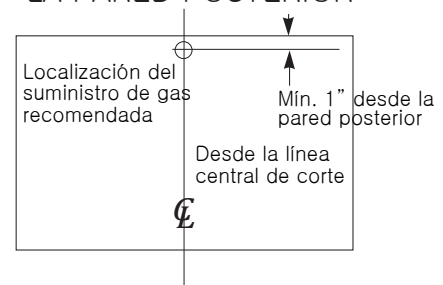 LA PARED POSTERIOR
Localización del
suministro de gas
recomendada
Mín. 1” desde la
pared posterior
Desde la línea
central de corte
℄